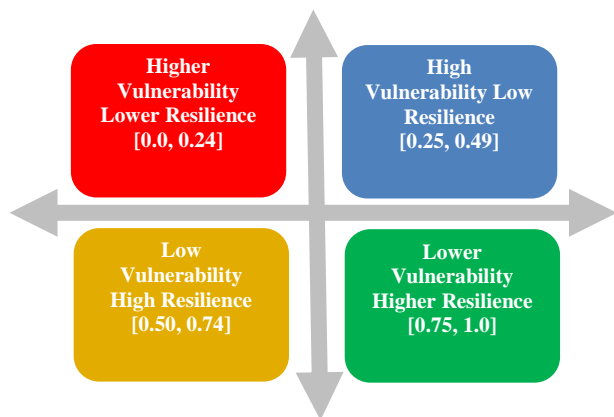 Higher
Vulnerability
Lower Resilience
[0.0, 0.24]
High
Vulnerability Low
Resilience
[0.25, 0.49]
Low
Vulnerability
High Resilience
[0.50, 0.74]
Lower
Vulnerability
Higher Resilience
[0.75, 1.0]